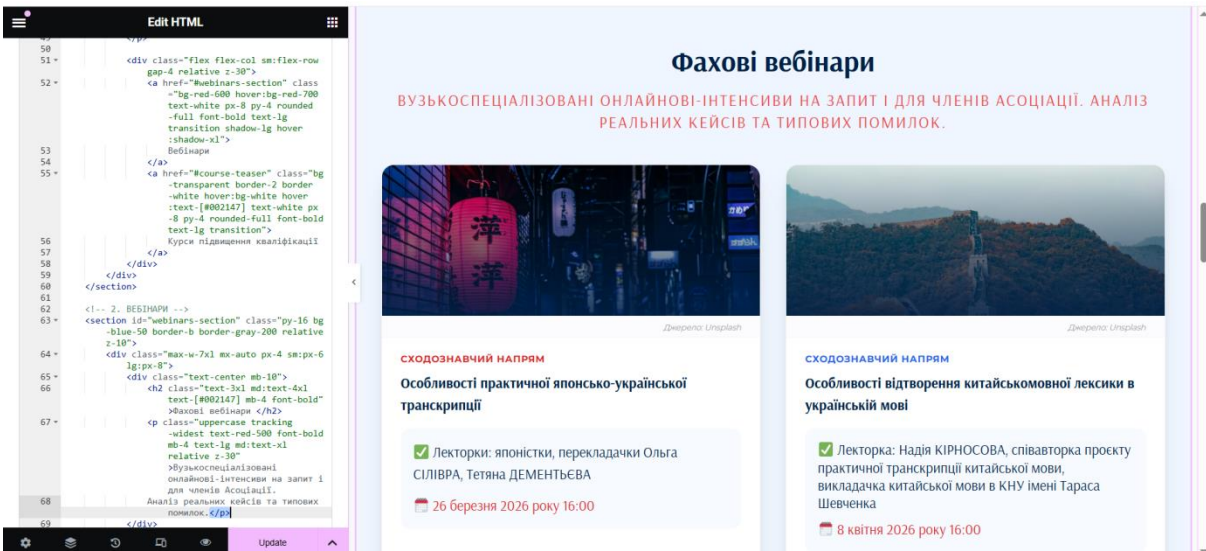 Edit HTML
49 </p>
50
51 <div class="flex flex-col sm:flex-row
gap-4 relative z-30">
52 <a href="#webinars-section" class
="bg-red-600 hover:bg-red-700
text-white px-8 py-4 rounded
-full font-bold text-lg
transition shadow-lg hover
:shadow-xl">
53 Вебінари
54 </a>
55 <a href="#course-teaser" class="bg
-transparent border-2 border
-white hover:bg-white hover
:text-[#002147] text-white px
-8 py-4 rounded-full font-bold
text-lg transition">
56 Курси підвищення кваліфікації
57 </a>
58 </div>
59 </div>
60 </section>
61
62 <!-- 2. ВЕБІНАРИ -->
63 <section id="webinars-section" class="py-16 bg
-blue-50 border-b border-gray-200 relative
z-10">
64 <div class="max-w-7xl mx-auto px-4 sm:px-6
lg:px-8">
65 <div class="text-center mb-10">
66 <h2 class="text-3xl md:text-4xl
text-[#002147] mb-4 font-bold"
>Фахові вебінари </h2>
67 <p class="uppercase tracking
-widest text-red-500 font-bold
mb-4 text-lg md:text-xl
relative z-30"
>Вузькоспеціалізовані
онлайнові-інтенсиви на запит і
для членів Асоціації.
68 Аналіз реальних кейсів та типових
помилок.</p>
69 </div>
Update
Фахові вебінари
ВУЗЬКОСПЕЦІАЛІЗОВАНІ ОНЛАЙНОВІ-ІНТЕНСИВИ НА ЗАПИТ І ДЛЯ ЧЛЕНІВ АСОЦІАЦІЇ. АНАЛІЗ
РЕАЛЬНИХ КЕЙСІВ ТА ТИПОВИХ ПОМИЛОК.
萍
萍
Джерело: Unsplash
СХОДОЗНАВЧИЙ НАПРЯМ
Особливості практичної японсько-української
транскрипції
✅ Лекторки: японістки, перекладачки Ольга
СІЛІВРА, Тетяна ДЕМЕНТЬЄВА
26 березня 2026 року 16:00
Джерело: Unsplash
СХОДОЗНАВЧИЙ НАПРЯМ
Особливості відтворення китайськомовної лексики в
українській мові
✅ Лекторка: Надія КІРНОСОВА, співавторка проєкту
практичної транскрипції китайської мови,
викладачка китайської мови в КНУ імені Тараса
Шевченка
8 квітня 2026 року 16:00